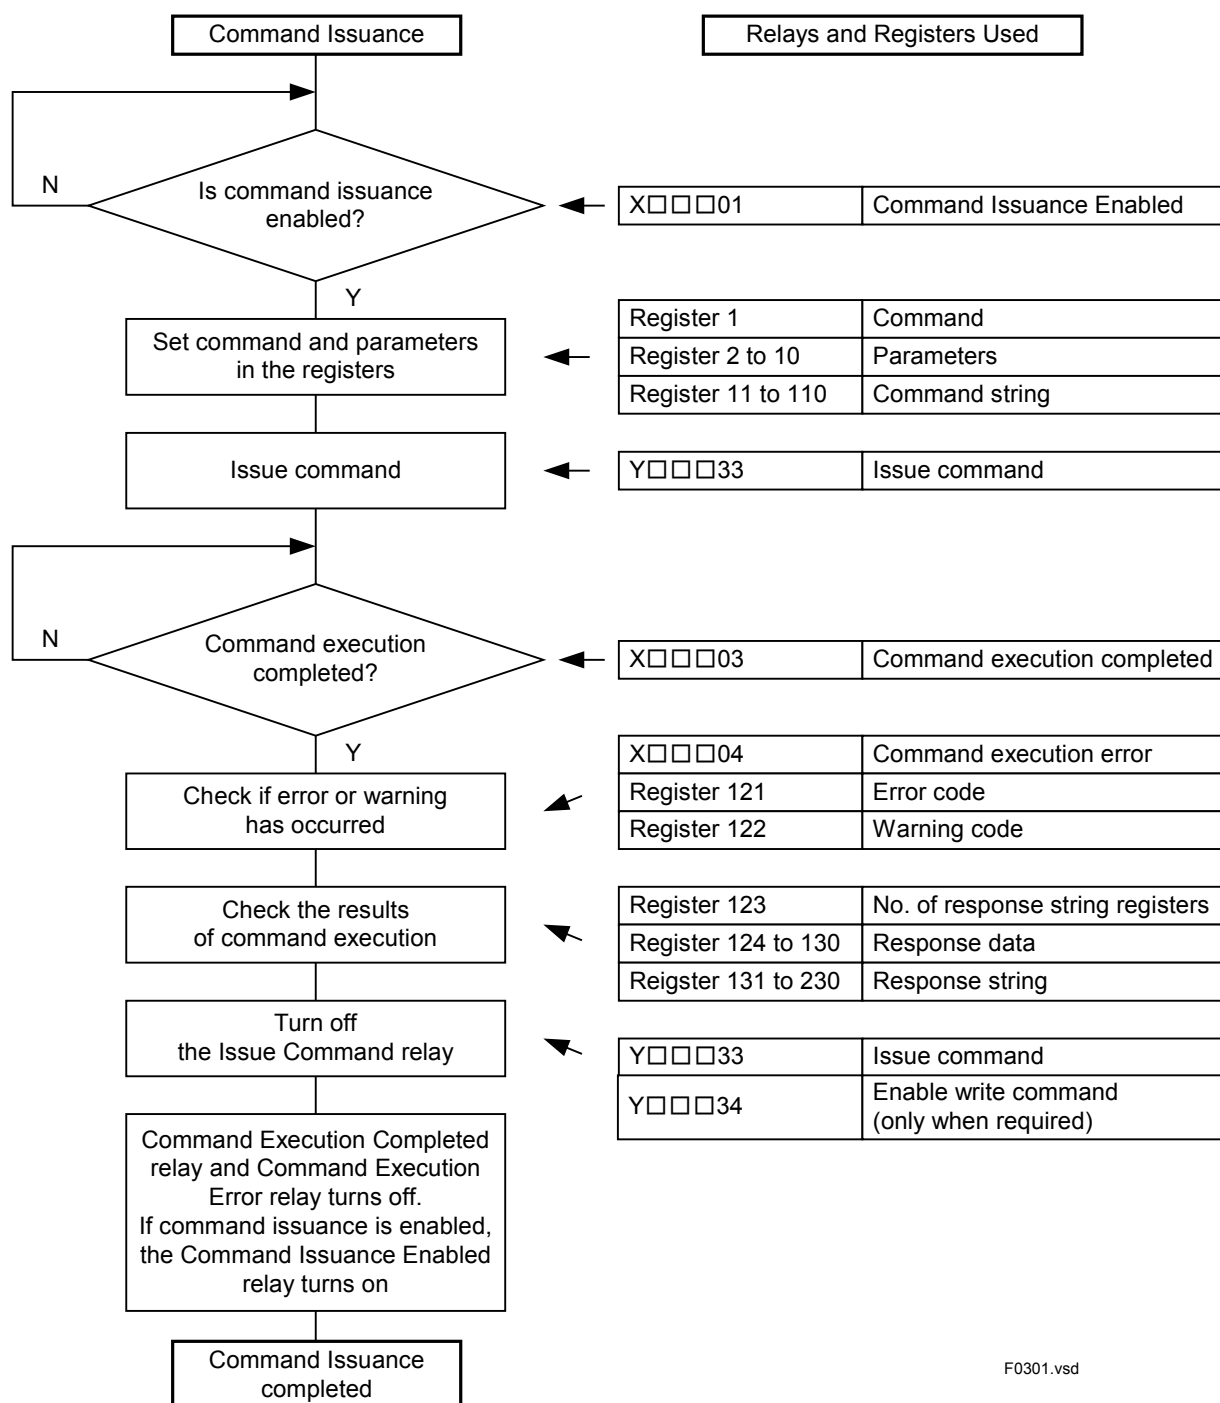 Command Issuance
Relays and Registers Used
Is command issuance
enabled?
N
Y
X□□□01 Command Issuance Enabled
Set command and parameters
in the registers
Register 1 Command
Register 2 to 10 Parameters
Register 11 to 110 Command string
Issue command
Y□□□33 Issue command
Command execution
completed?
N
Y
X□□□03 Command execution completed
Check if error or warning
has occurred
X□□□04 Command execution error
Register 121 Error code
Register 122 Warning code
Check the results
of command execution
Register 123 No. of response string registers
Register 124 to 130 Response data
Reigster 131 to 230 Response string
Turn off
the Issue Command relay
Y□□□33 Issue command
Y□□□34 Enable write command
(only when required)
Command Execution Completed
relay and Command Execution
Error relay turns off.
If command issuance is enabled,
the Command Issuance Enabled
relay turns on
Command Issuance
completed
F0301.vsd